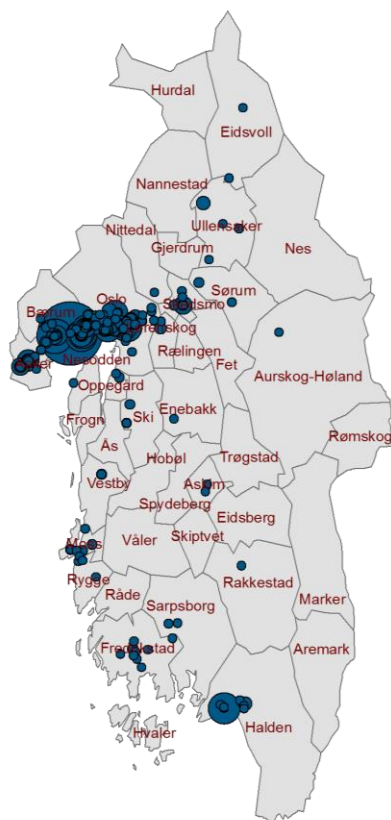 Hurdal
Eidsvoll
Nannestad
Ullensaker
Nittedal
Gjerdrum
Nes
Sørum
Oslo
Bærum
Skedsmo
Rælingen
Nesodden
Fet
Aurskog-Høland
Oppegård
Frogn
Ski
Enebakk
Rømskog
Ås
Hobøl
Trøgstad
Vestby
Askim
Spydeberg
Eidsberg
Moss
Våler
Skiptvet
Rygge
Råde
Rakkestad
Marker
Sarpsborg
Aremark
Fredrikstad
Hvaler
Halden